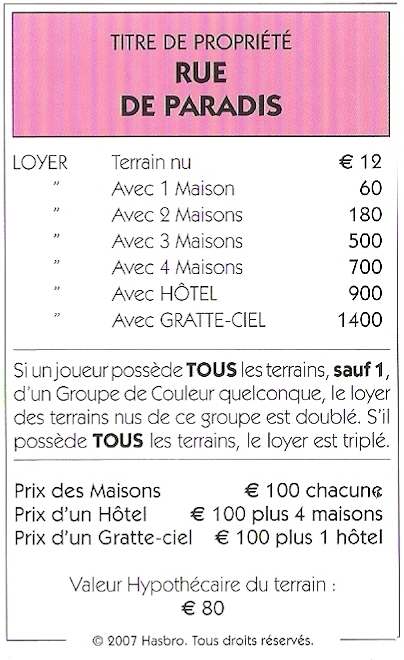 TITRE DE PROPRIÉTÉ
RUE
DE PARADIS
LOYER Terrain nu € 12
” Avec 1 Maison 60
” Avec 2 Maisons 180
” Avec 3 Maisons 500
” Avec 4 Maisons 700
” Avec HÔTEL 900
” Avec GRATTE-CIEL 1400
Si un joueur possède TOUS les terrains, sauf 1,
d'un Groupe de Couleur quelconque, le loyer
des terrains nus de ce groupe est doublé. S'il
possède TOUS les terrains, le loyer est triplé.
Prix des Maisons € 100 chacune
Prix d'un Hôtel € 100 plus 4 maisons
Prix d'un Gratte-ciel € 100 plus 1 hôtel
Valeur Hypothécaire du terrain :
€ 80
© 2007 Hasbro. Tous droits réservés.